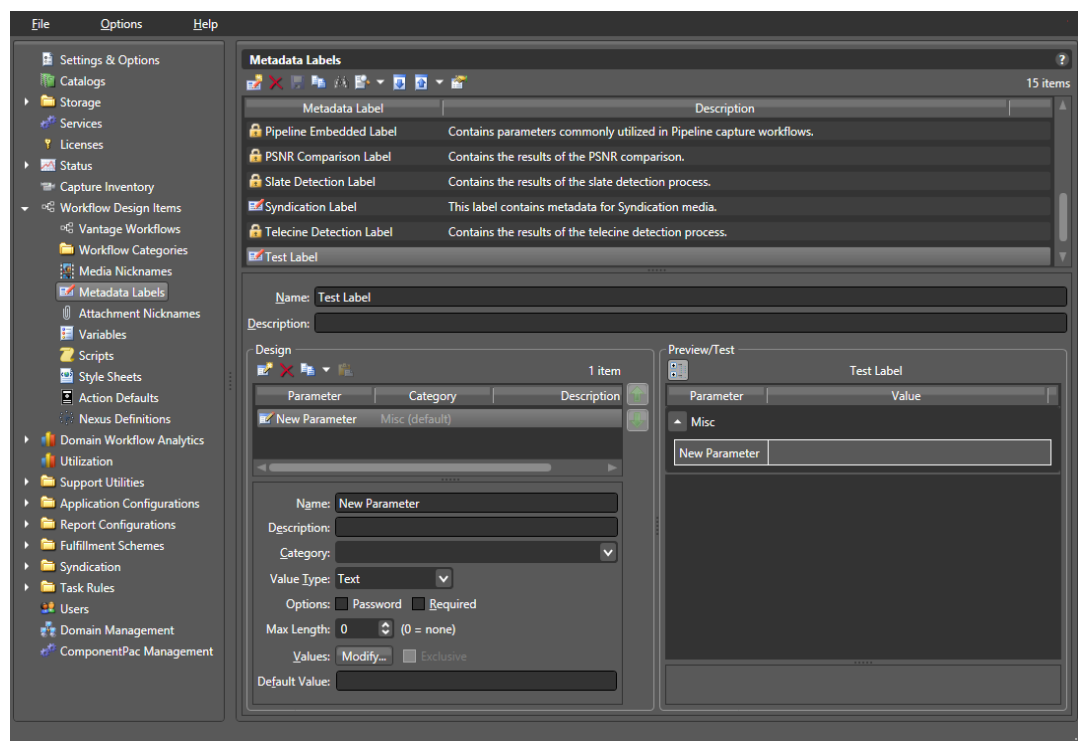 File Options Help
Settings & Options
Catalogs
Storage
Services
Licenses
Status
Capture Inventory
Workflow Design Items
Vantage Workflows
Workflow Categories
Media Nicknames
Metadata Labels
Attachment Nicknames
Variables
Scripts
Style Sheets
Action Defaults
Nexus Definitions
Domain Workflow Analytics
Utilization
Support Utilities
Application Configurations
Report Configurations
Fulfillment Schemes
Syndication
Task Rules
Users
Domain Management
ComponentPac Management
Metadata Labels ?
15 items
Metadata Label Description
Pipeline Embedded Label Contains parameters commonly utilized in Pipeline capture workflows.
PSNR Comparison Label Contains the results of the PSNR comparison.
Slate Detection Label Contains the results of the slate detection process.
Syndication Label This label contains metadata for Syndication media.
Telecine Detection Label Contains the results of the telecine detection process.
Test Label
Name: Test Label
Description:
Design
1 item
Parameter Category Description
New Parameter Misc (default)
Name: New Parameter
Description:
Category:
Value Type: Text
Options: Password Required
Max Length: 0 (0 = none)
Values: Modify... Exclusive
Default Value:
Preview/Test
Test Label
Parameter Value
Misc
New Parameter